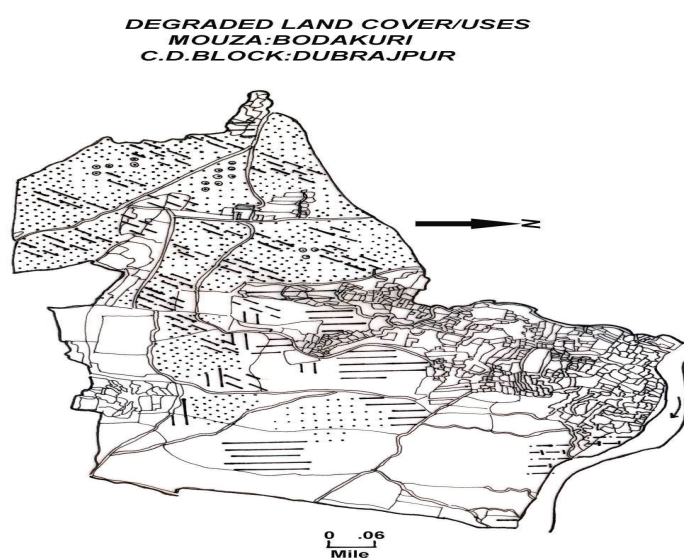 DEGRADED LAND COVER/USES
MOUZA:BODAKURI
C.D.BLOCK:DUBRAJPUR
N
0 .06
Mile